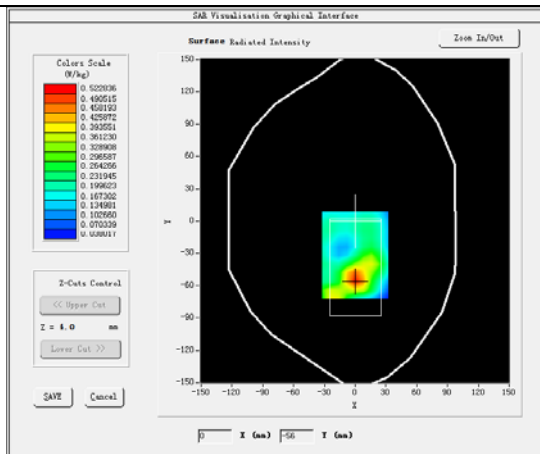 SAR Visualisation Graphical Interface
Surface Radiated Intensity
Zoom In/Out
Colors Scale
(W/kg)
0.522836
0.490515
0.458193
0.425872
0.393551
0.361230
0.328908
0.296587
0.264266
0.231945
0.199623
0.167302
0.134981
0.102660
0.070339
0.038017
Z-Cuts Control
<< Upper Cut
Z = 4.0 mm
Lower Cut >>
SAVE Cancel
150
120
90
60
30
0
-30
-60
-90
-120
-150
Y
-150 -120 -90 -60 -30 0 30 60 90 120 150
X
0 X (mm) -56 Y (mm)